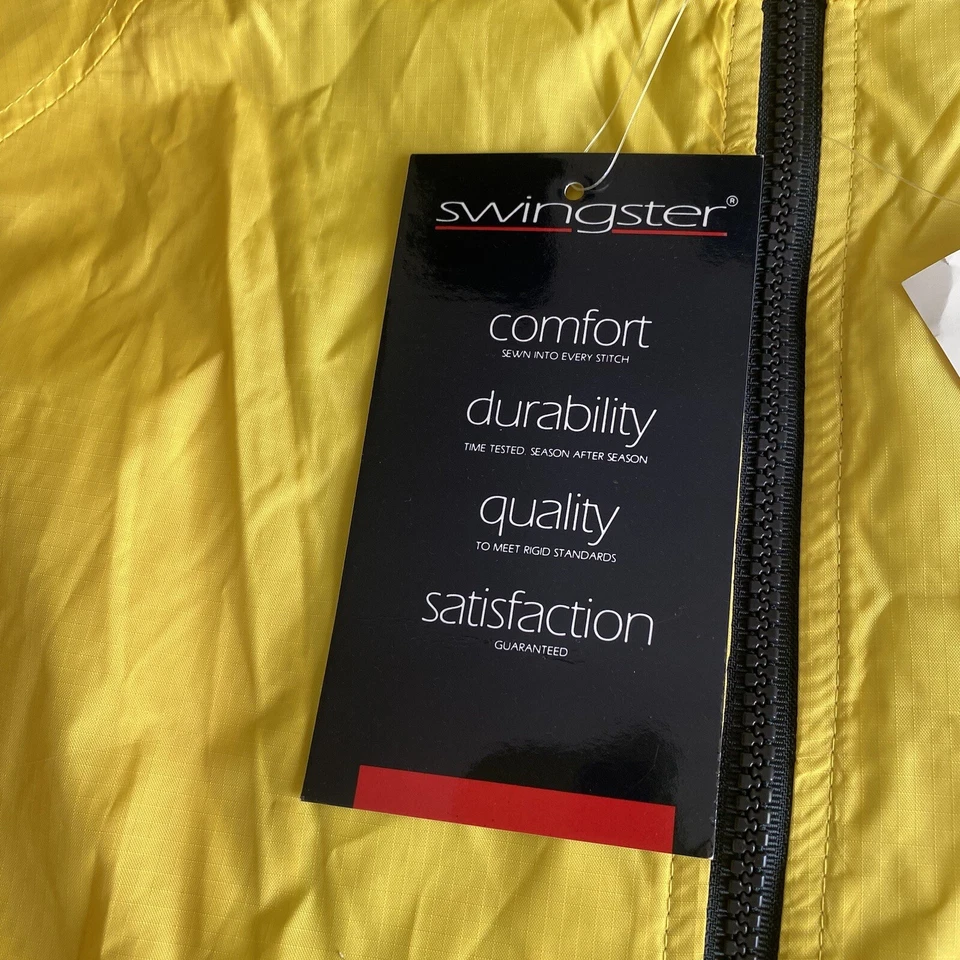 swingster®
comfort
SEWN INTO EVERY STITCH
durability
TIME TESTED. SEASON AFTER SEASON
quality
TO MEET RIGID STANDARDS
satisfaction
GUARANTEED